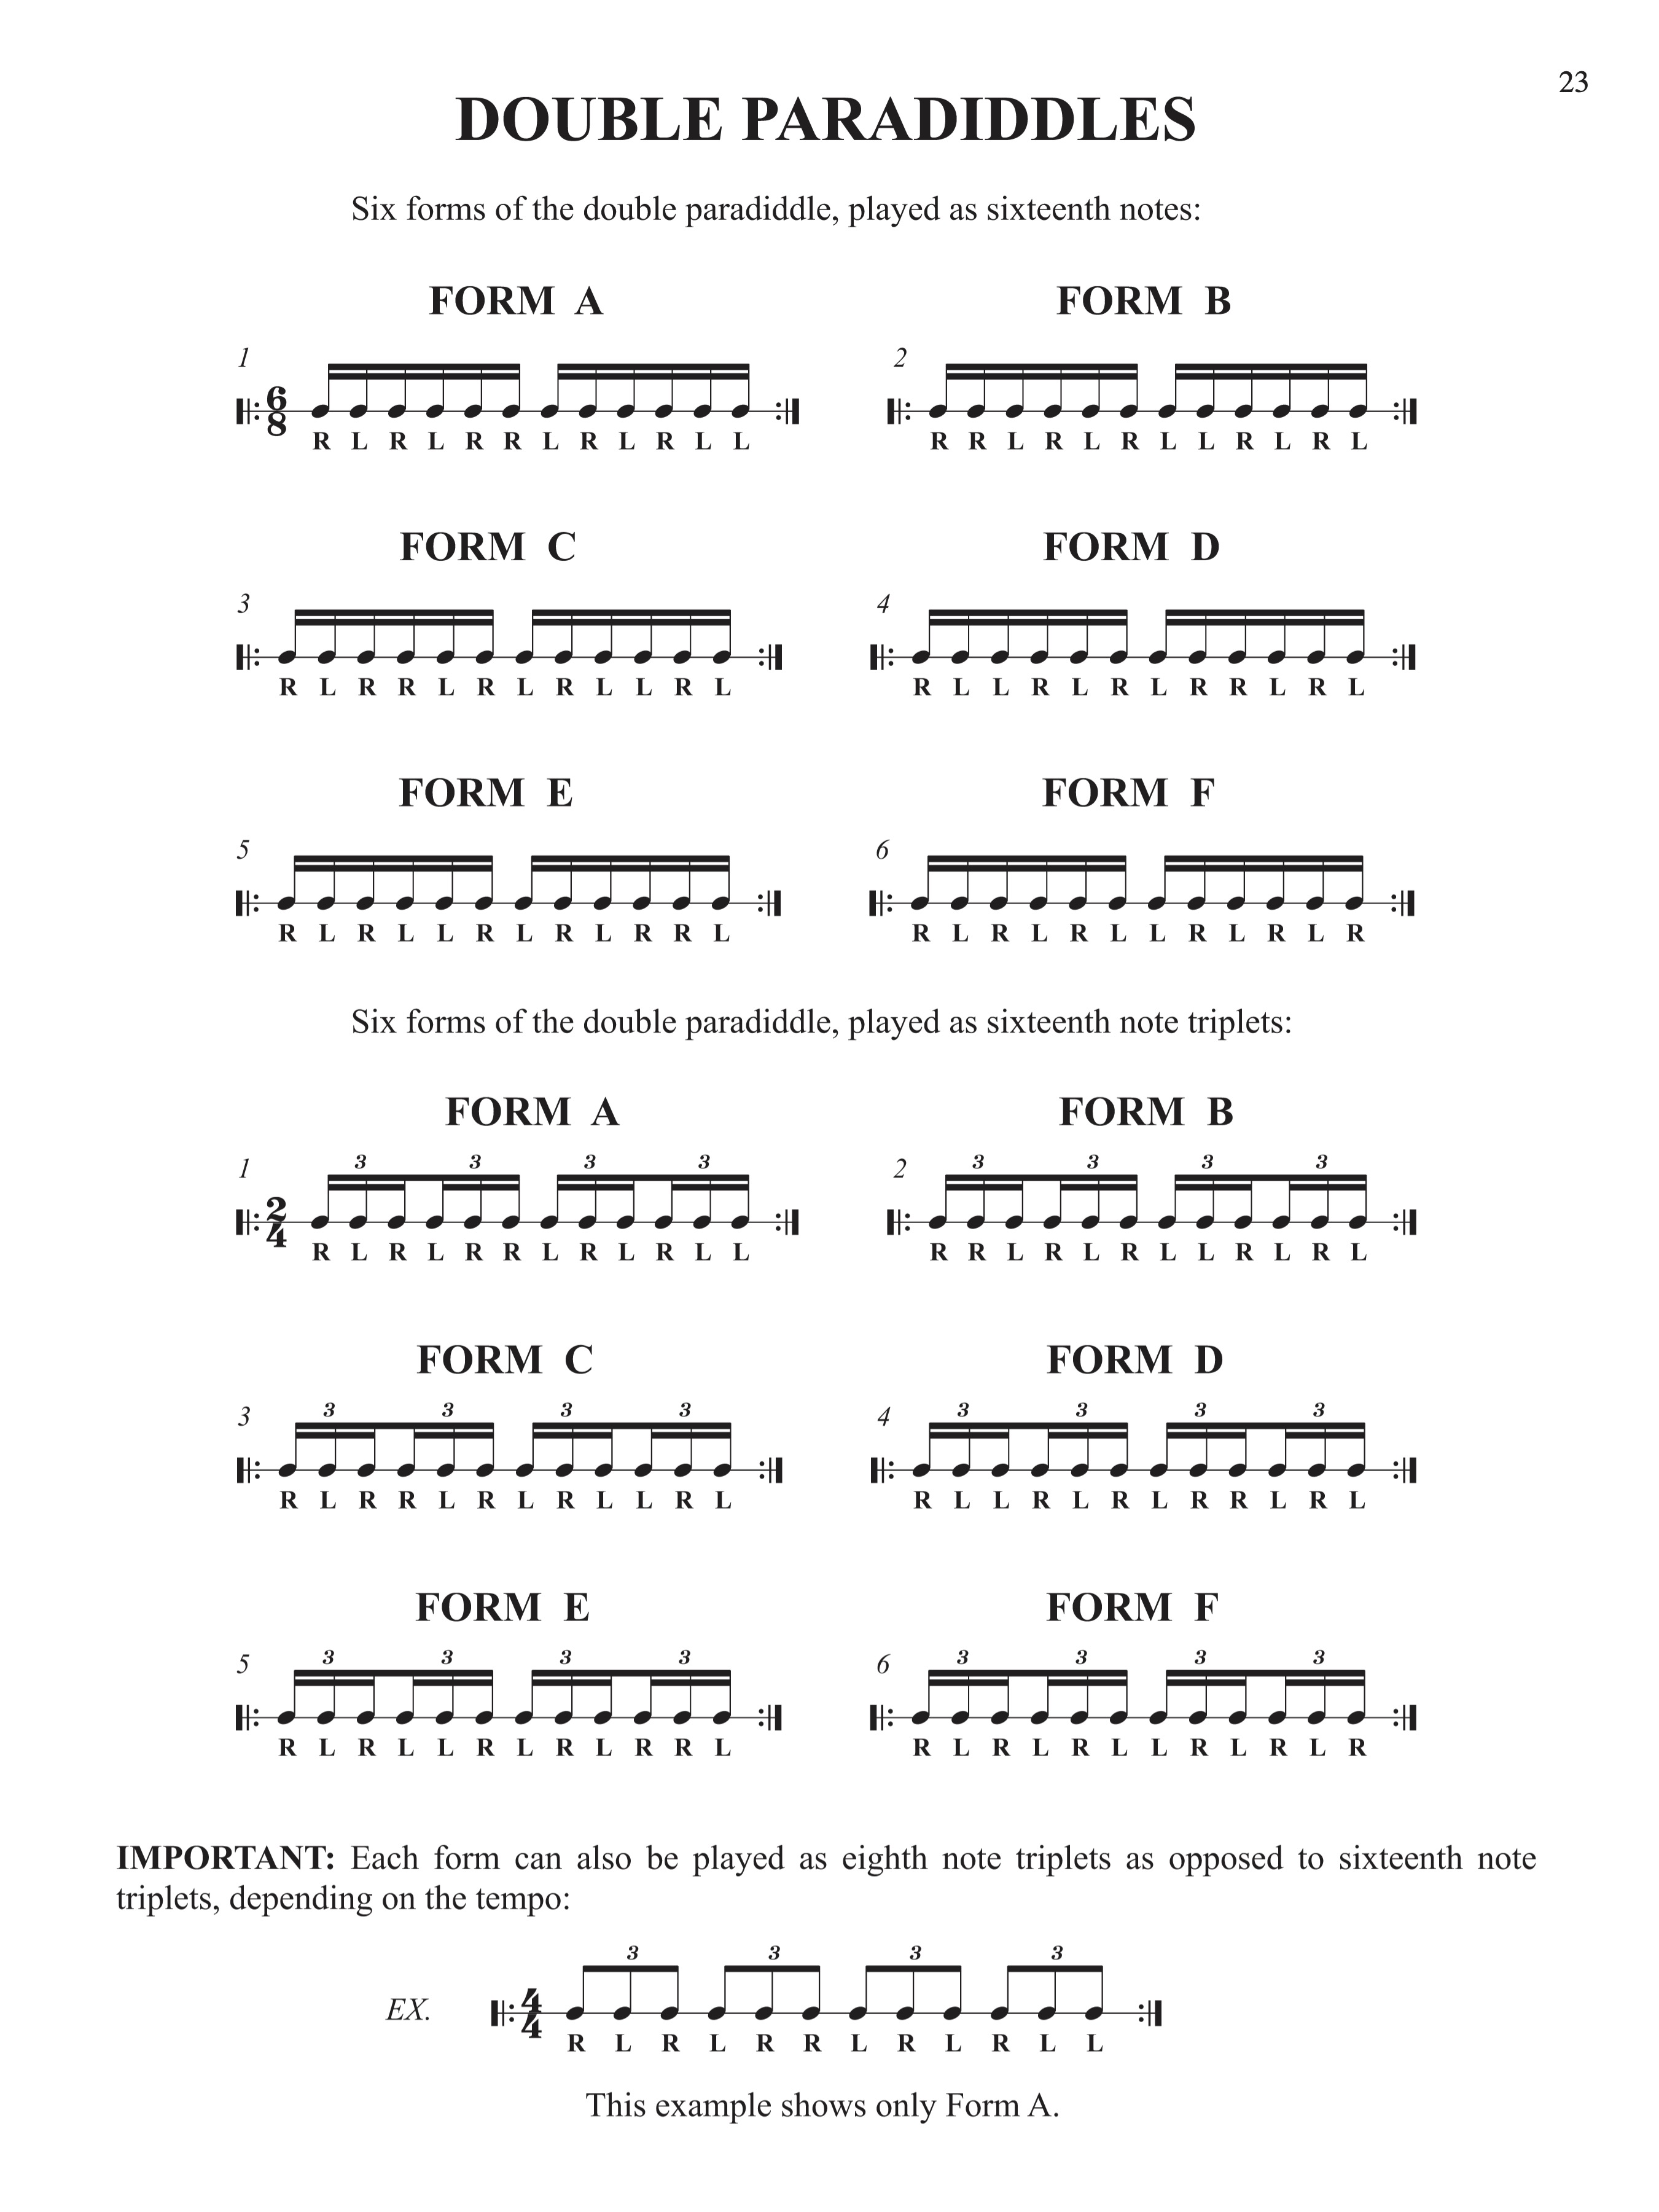 23
DOUBLE PARADIDDLES
Six forms of the double paradiddle, played as sixteenth notes:
FORM A
1
6
8
R L R L R R L R L R L L
FORM B
2
R R L R L R L L R L R L
FORM C
3
R L R R L R L R L L R L
FORM D
4
R L L R L R L R R L R L
FORM E
5
R L R L L R L R L R R L
FORM F
6
R L R L R L L R L R L R
Six forms of the double paradiddle, played as sixteenth note triplets:
FORM A
1
3 3 3 3
2
4
R L R L R R L R L R L L
FORM B
2
3 3 3 3
R R L R L R L L R L R L
FORM C
3
3 3 3 3
R L R R L R L R L L R L
FORM D
4
3 3 3 3
R L L R L R L R R L R L
FORM E
5
3 3 3 3
R L R L L R L R L R R L
FORM F
6
3 3 3 3
R L R L R L L R L R L R
IMPORTANT: Each form can also be played as eighth note triplets as opposed to sixteenth note
triplets, depending on the tempo:
3 3 3 3
EX.
4
4
R L R L R R L R L R L L
This example shows only Form A.